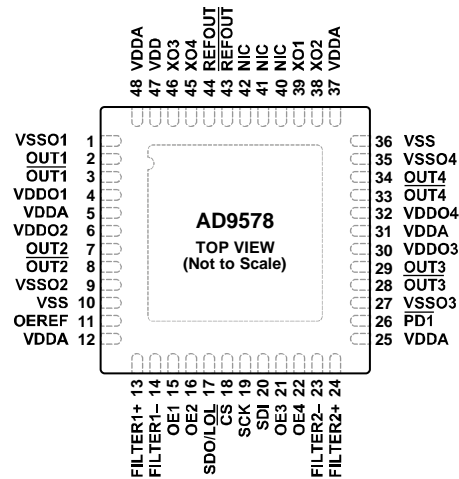 48 VDDA
47 VDD
46 XO3
45 XO4
44 REFOUT
43 REFOUT
42 NIC
41 NIC
40 NIC
39 XO1
38 XO2
37 VDDA
VSSO1 1
OUT1 2
OUT1 3
VDDO1 4
VDDA 5
VDDO2 6
OUT2 7
OUT2 8
VSSO2 9
VSS 10
OEREF 11
VDDA 12
AD9578
TOP VIEW
(Not to Scale)
36 VSS
35 VSSO4
34 OUT4
33 OUT4
32 VDDO4
31 VDDA
30 VDDO3
29 OUT3
28 OUT3
27 VSSO3
26 PD1
25 VDDA
FILTER1+ 13
FILTER1– 14
OE1 15
OE2 16
SDO/LOL 17
CS 18
SCK 19
SDI 20
OE3 21
OE4 22
FILTER2– 23
FILTER2+ 24